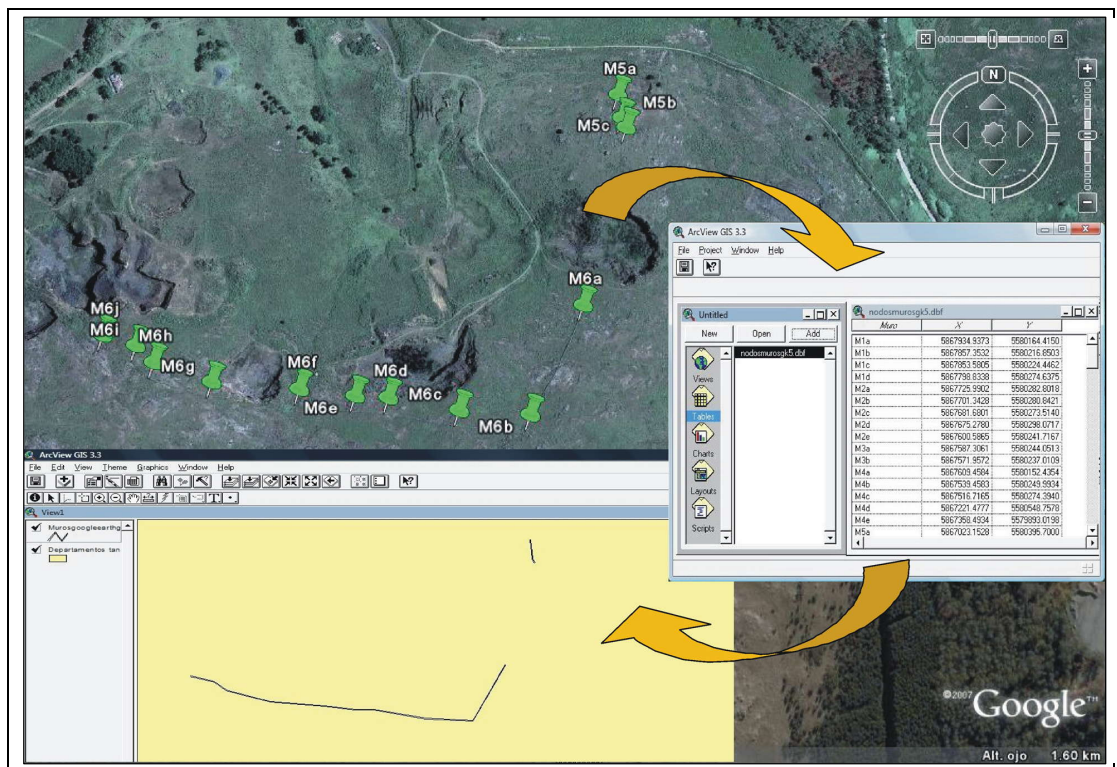 M5a
M5b
M5c
N
M6a
M6j
M6i
M6h
M6g
M6f
M6e
M6d
M6c
M6b
ArcView GIS 3.3
File Project Window Help
Untitled
New Open Add
nodosmurosgk5.dbf
Views
Tables
Charts
Layouts
Scripts
nodosmurosgk5.dbf
Muro X Y
M1a 5867934.9373 5580164.4150
M1b 5867857.3532 5580216.8503
M1c 5867853.5805 5580224.4462
M1d 5867798.8338 5580274.6375
M2a 5867725.9902 5580282.8018
M2b 5867701.3428 5580280.8421
M2c 5867681.6801 5580273.5140
M2d 5867675.2780 5580298.0717
M2e 5867600.5865 5580241.7167
M3a 5867587.3061 5580244.0513
M3b 5867571.9572 5580237.0109
M4a 5867609.4584 5580152.4354
M4b 5867539.4583 5580249.9934
M4c 5867516.7165 5580274.3940
M4d 5867221.4777 5580548.7578
M4e 5867358.4934 5579893.0198
M5a 5867023.1528 5580395.7000
ArcView GIS 3.3
File Edit View Theme Graphics Window Help
View1
Murosgoogleearthg
Departamentos tan
©2007 Google™
Alt. ojo 1.60 km